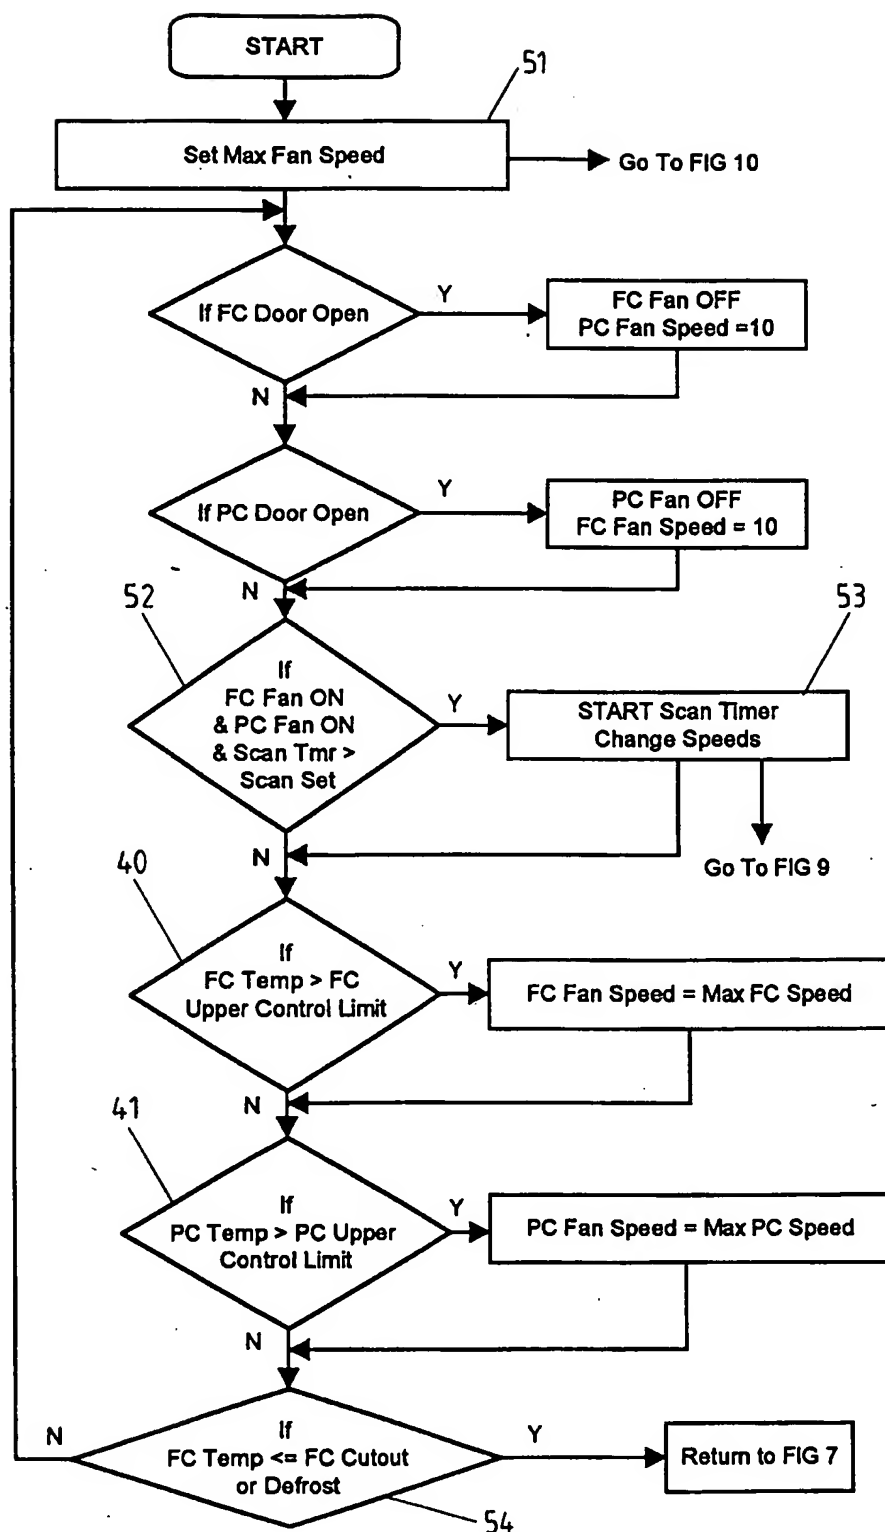 START
51
Set Max Fan Speed
Go To FIG 10
If FC Door Open
Y
FC Fan OFF
PC Fan Speed =10
N
If PC Door Open
Y
PC Fan OFF
FC Fan Speed = 10
N
52
53
If
FC Fan ON
& PC Fan ON
& Scan Tmr >
Scan Set
Y
START Scan Timer
Change Speeds
N
Go To FIG 9
40
If
FC Temp > FC
Upper Control Limit
Y
FC Fan Speed = Max FC Speed
N
41
If
PC Temp > PC Upper
Control Limit
Y
PC Fan Speed = Max PC Speed
N
N
If
FC Temp <= FC Cutout
or Defrost
Y
Return to FIG 7
54